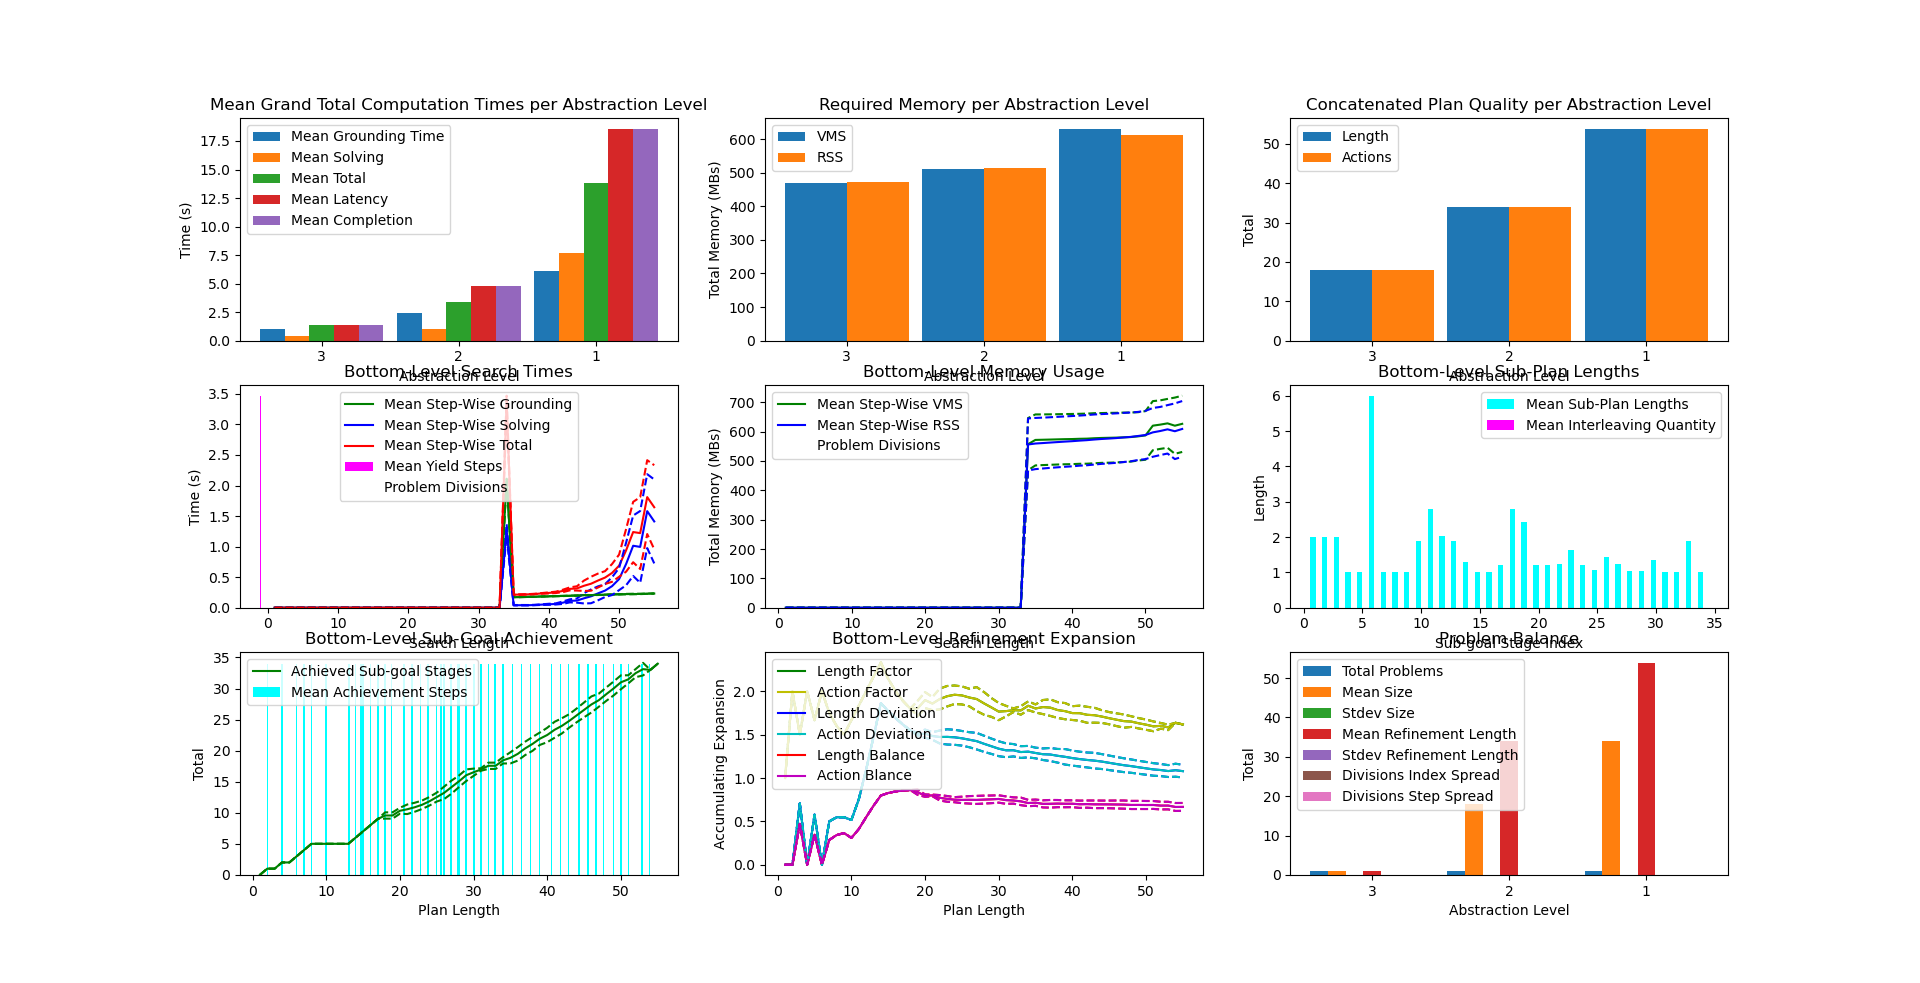 Mean Grand Total Computation Times per Abstraction Level
Mean Grounding Time
Mean Solving
Mean Total
Mean Latency
Mean Completion
Time (s)
17.5
15.0
12.5
10.0
7.5
5.0
2.5
0.0
3 2 1
Abstraction Level
Required Memory per Abstraction Level
VMS
RSS
Total Memory (MBs)
600
500
400
300
200
100
0
3 2 1
Abstraction Level
Concatenated Plan Quality per Abstraction Level
Length
Actions
Total
50
40
30
20
10
0
3 2 1
Abstraction Level
Bottom-Level Search Times
Mean Step-Wise Grounding
Mean Step-Wise Solving
Mean Step-Wise Total
Mean Yield Steps
Problem Divisions
Time (s)
3.5
3.0
2.5
2.0
1.5
1.0
0.5
0.0
0 10 20 30 40 50
Search Length
Bottom-Level Memory Usage
Mean Step-Wise VMS
Mean Step-Wise RSS
Problem Divisions
Total Memory (MBs)
700
600
500
400
300
200
100
0
0 10 20 30 40 50
Search Length
Bottom-Level Sub-Plan Lengths
Mean Sub-Plan Lengths
Mean Interleaving Quantity
Length
6
5
4
3
2
1
0
0 5 10 15 20 25 30 35
Sub-goal Stage Index
Bottom-Level Sub-Goal Achievement
Achieved Sub-goal Stages
Mean Achievement Steps
Total
35
30
25
20
15
10
5
0
0 10 20 30 40 50
Plan Length
Bottom-Level Refinement Expansion
Length Factor
Action Factor
Length Deviation
Action Deviation
Length Balance
Action Blance
Accumulating Expansion
2.0
1.5
1.0
0.5
0.0
0 10 20 30 40 50
Plan Length
Problem Balance
Total Problems
Mean Size
Stdev Size
Mean Refinement Length
Stdev Refinement Length
Divisions Index Spread
Divisions Step Spread
Total
50
40
30
20
10
0
3 2 1
Abstraction Level